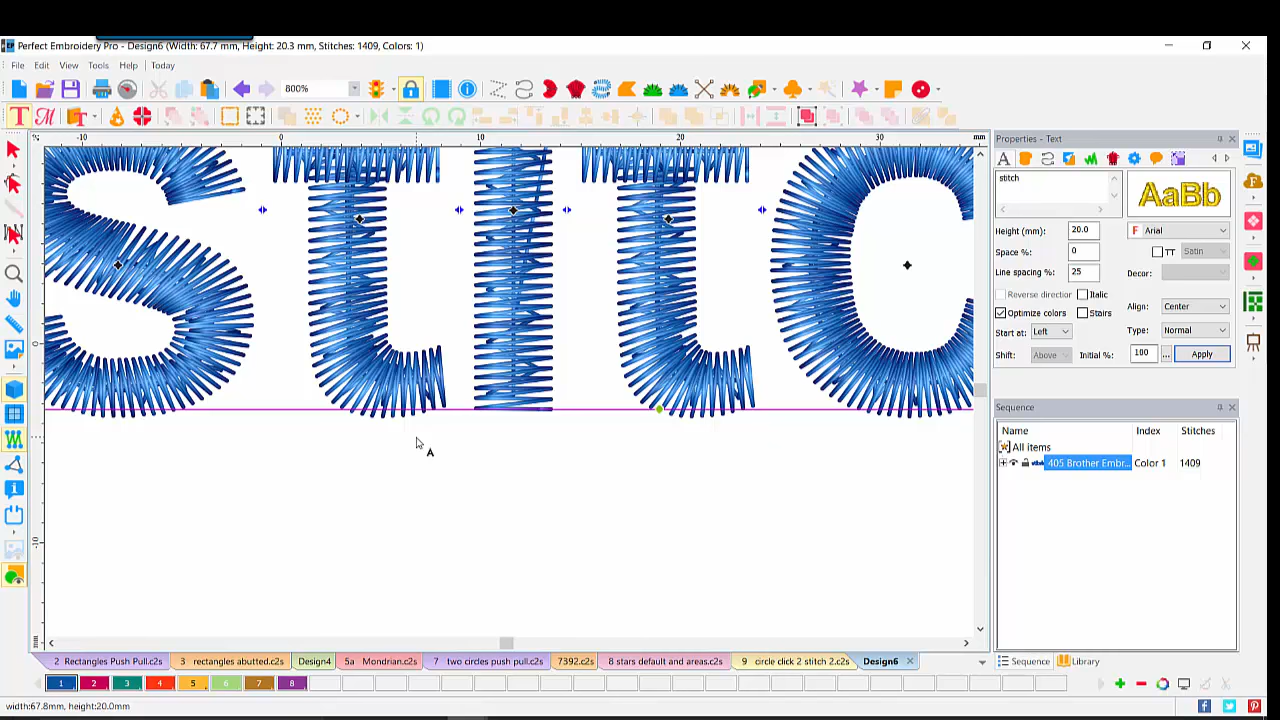 Perfect Embroidery Pro - Design6 (Width: 67.7 mm, Height: 20.3 mm, Stitches: 1409, Colors: 1)
File Edit View Tools Help Today
800%
-10 0 10 20 30 mm
Properties - Text
stitch
AaBb
Height (mm): 20.0 F Arial
Space %: 0 Satin
Line spacing %: 25 Decor:
Reverse direction Italic Align: Center
Optimize colors Stairs
Start at: Left Type: Normal
Shift: Above Initial %: 100 ... Apply
STITC
0
Sequence
Name Index Stitches
All items
405 Brother Embr... Color 1 1409
A
-10
mm
2 Rectangles Push Pull.c2s 3 rectangles abutted.c2s Design4 5a Mondrian.c2s 7 two circles push pull.c2s 7392.c2s 8 stars default and areas.c2s 9 circle click 2 stitch 2.c2s Design6
Sequence Library
1 2 3 4 5 6 7 8
width:67.8mm, height:20.0mm